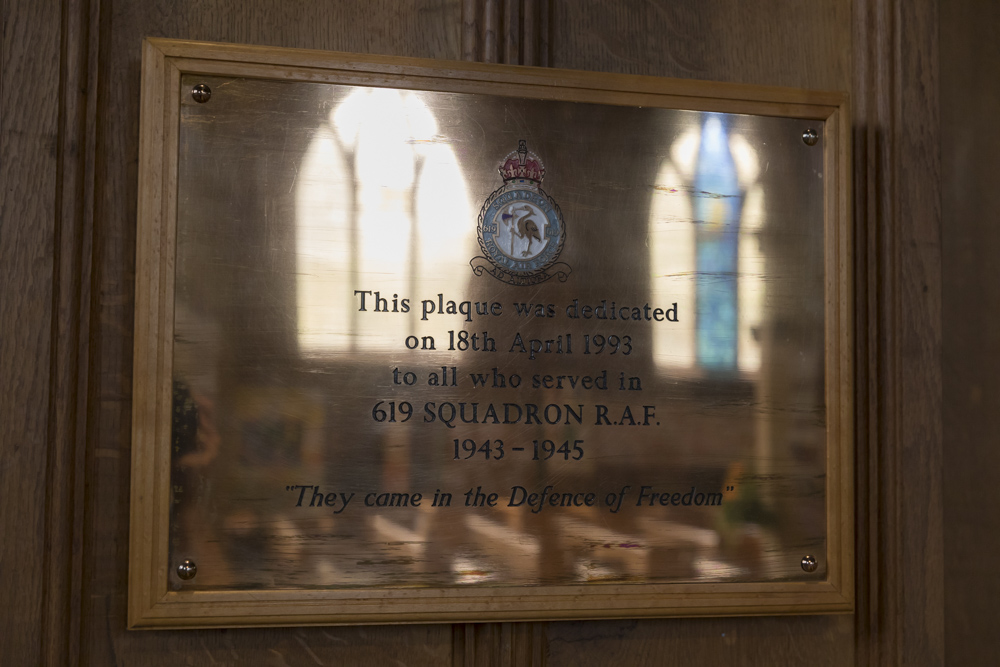 619
This plaque was dedicated
on 18th April 1993
to all who served in
619 SQUADRON R.A.F.
1943 – 1945
"They came in the Defence of Freedom"